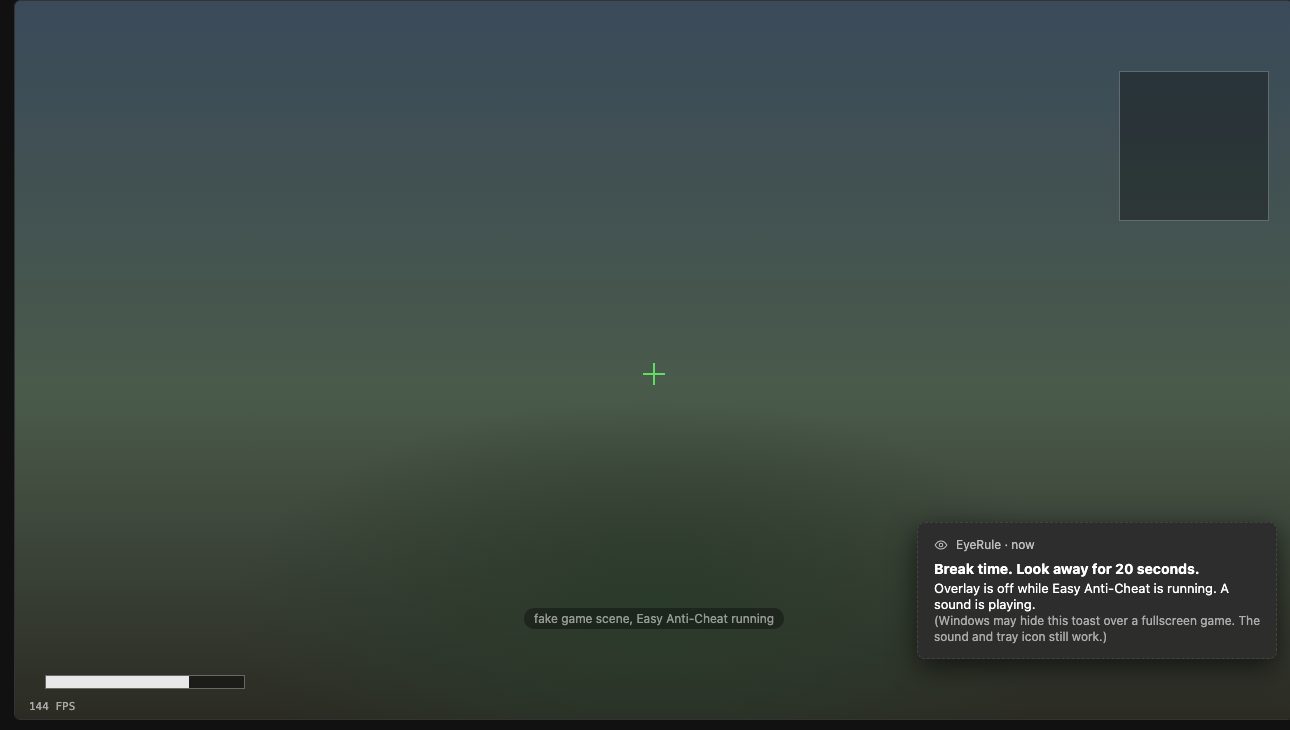 EyeRule · now
Break time. Look away for 20 seconds.
Overlay is off while Easy Anti-Cheat is running. A
sound is playing.
(Windows may hide this toast over a fullscreen game. The
sound and tray icon still work.)
fake game scene, Easy Anti-Cheat running
144 FPS